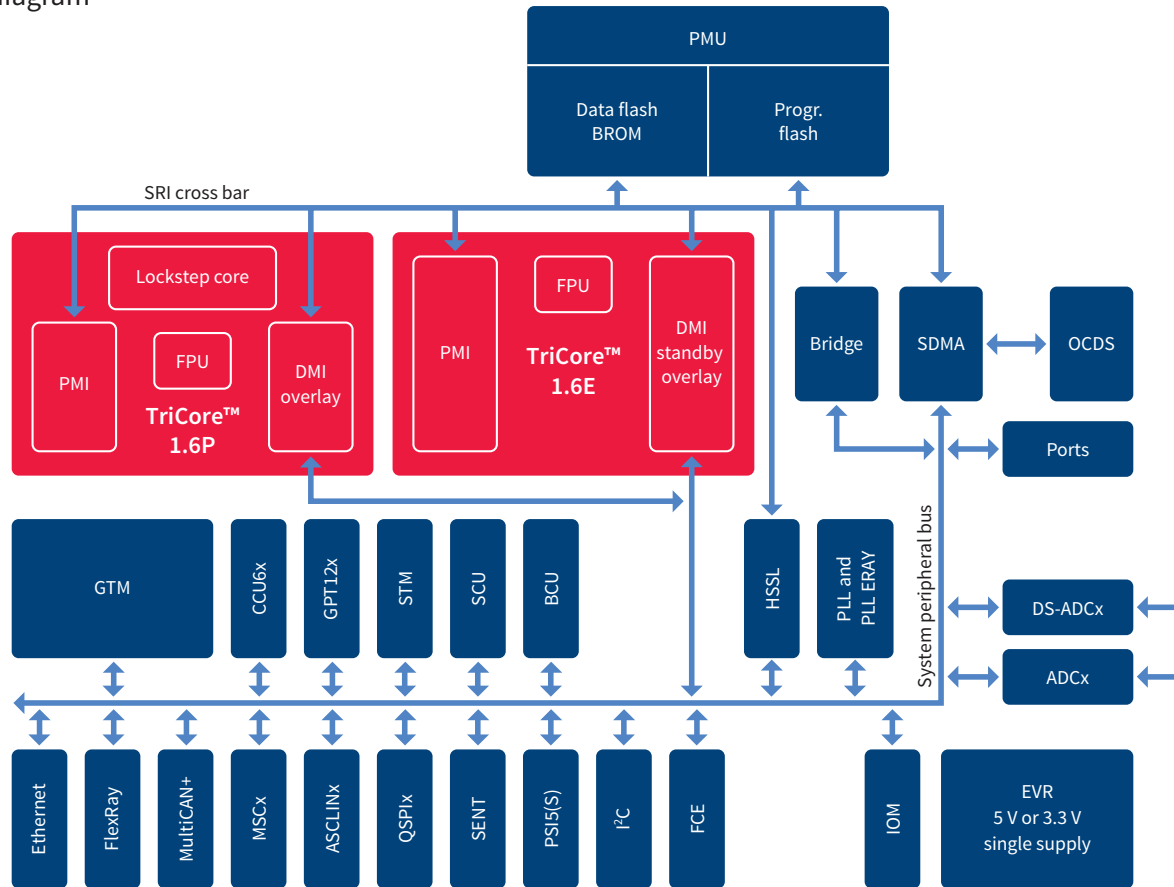 PMU
Data flash
BROM
Progr.
flash
SRI cross bar
Lockstep core
PMI
FPU
DMI
overlay
TriCore™
1.6P
PMI
FPU
TriCore™
1.6E
DMI
standby
overlay
Bridge
SDMA
OCDS
Ports
GTM
CCU6x
GPT12x
STM
SCU
BCU
HSSL
PLL and
PLL ERAY
System peripheral bus
DS-ADCx
ADCx
Ethernet
FlexRay
MultiCAN+
MSCx
ASCLINx
QSPIx
SENT
PSI5(S)
I²C
FCE
IOM
EVR
5 V or 3.3 V
single supply